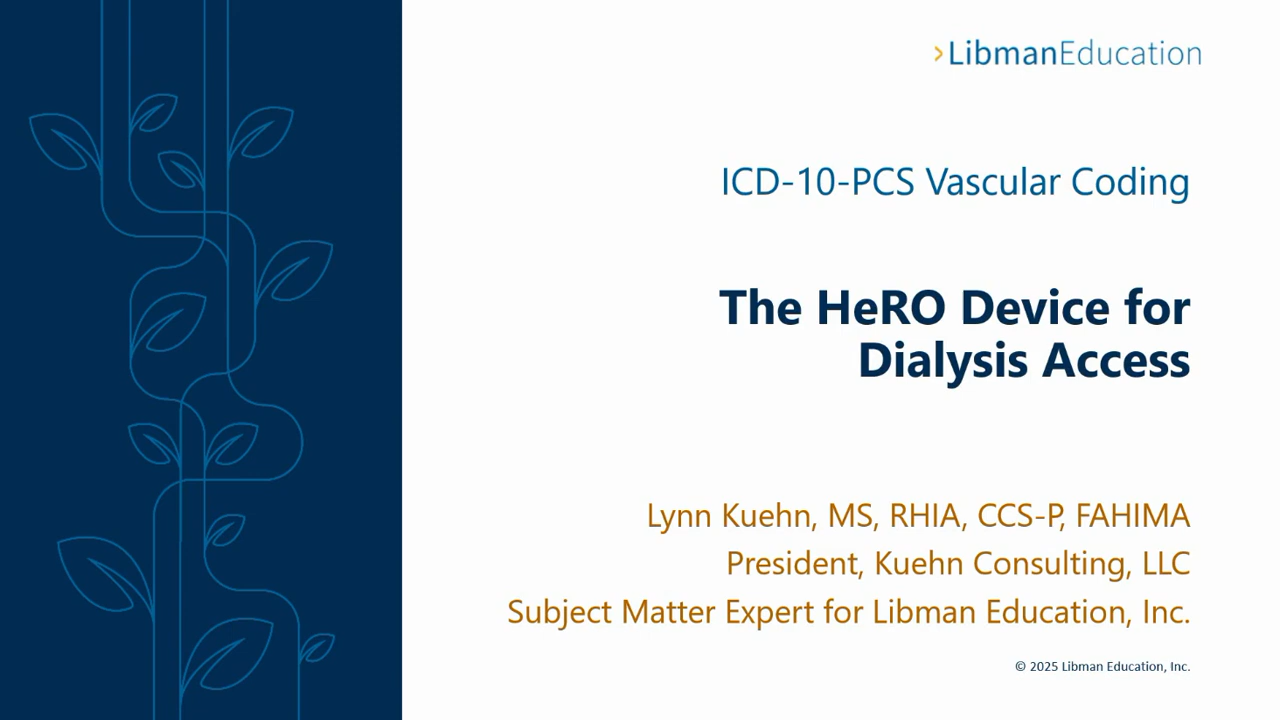 LibmanEducation
ICD-10-PCS Vascular Coding
The HeRO Device for
Dialysis Access
Lynn Kuehn, MS, RHIA, CCS-P, FAHIMA
President, Kuehn Consulting, LLC
Subject Matter Expert for Libman Education, Inc.
© 2025 Libman Education, Inc.